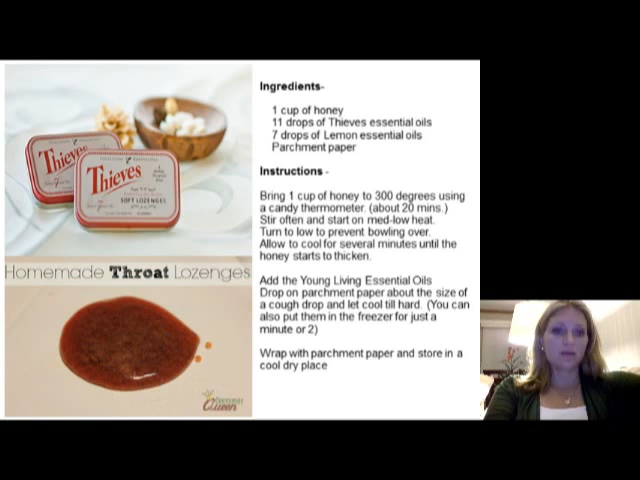 Thieves
Thieves
SOFT LOZENGES
Homemade Throat Lozenges
Queen
Ingredients-
1 cup of honey
11 drops of Thieves essential oils
7 drops of Lemon essential oils
Parchment paper
Instructions -
Bring 1 cup of honey to 300 degrees using
a candy thermometer. (about 20 mins.)
Stir often and start on med-low heat.
Turn to low to prevent bowling over.
Allow to cool for several minutes until the
honey starts to thicken.
Add the Young Living Essential Oils
Drop on parchment paper about the size of
a cough drop and let cool till hard. (You can
also put them in the freezer for just a
minute or 2)
Wrap with parchment paper and store in a
cool dry place